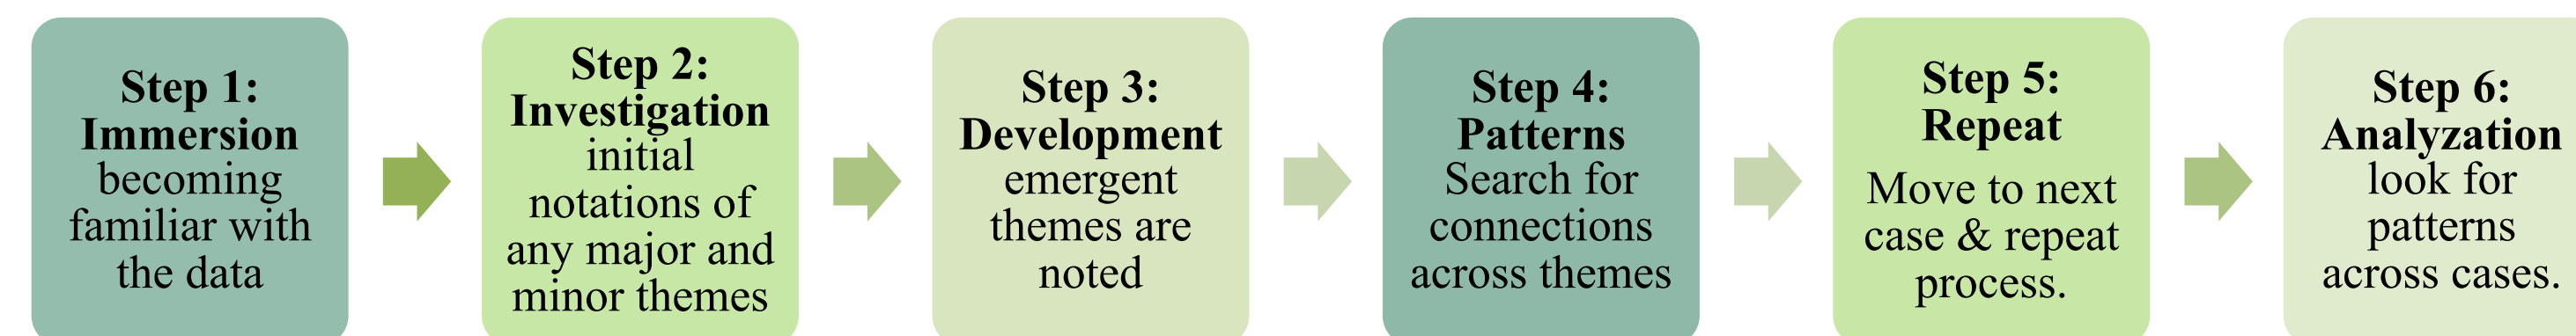 Step 1:
Immersion
becoming
familiar with
the data
Step 2:
Investigation
initial
notations of
any major and
minor themes
Step 3:
Development
emergent
themes are
noted
Step 4:
Patterns
Search for
connections
across themes
Step 5:
Repeat
Move to next
case & repeat
process.
Step 6:
Analyzation
look for
patterns
across cases.